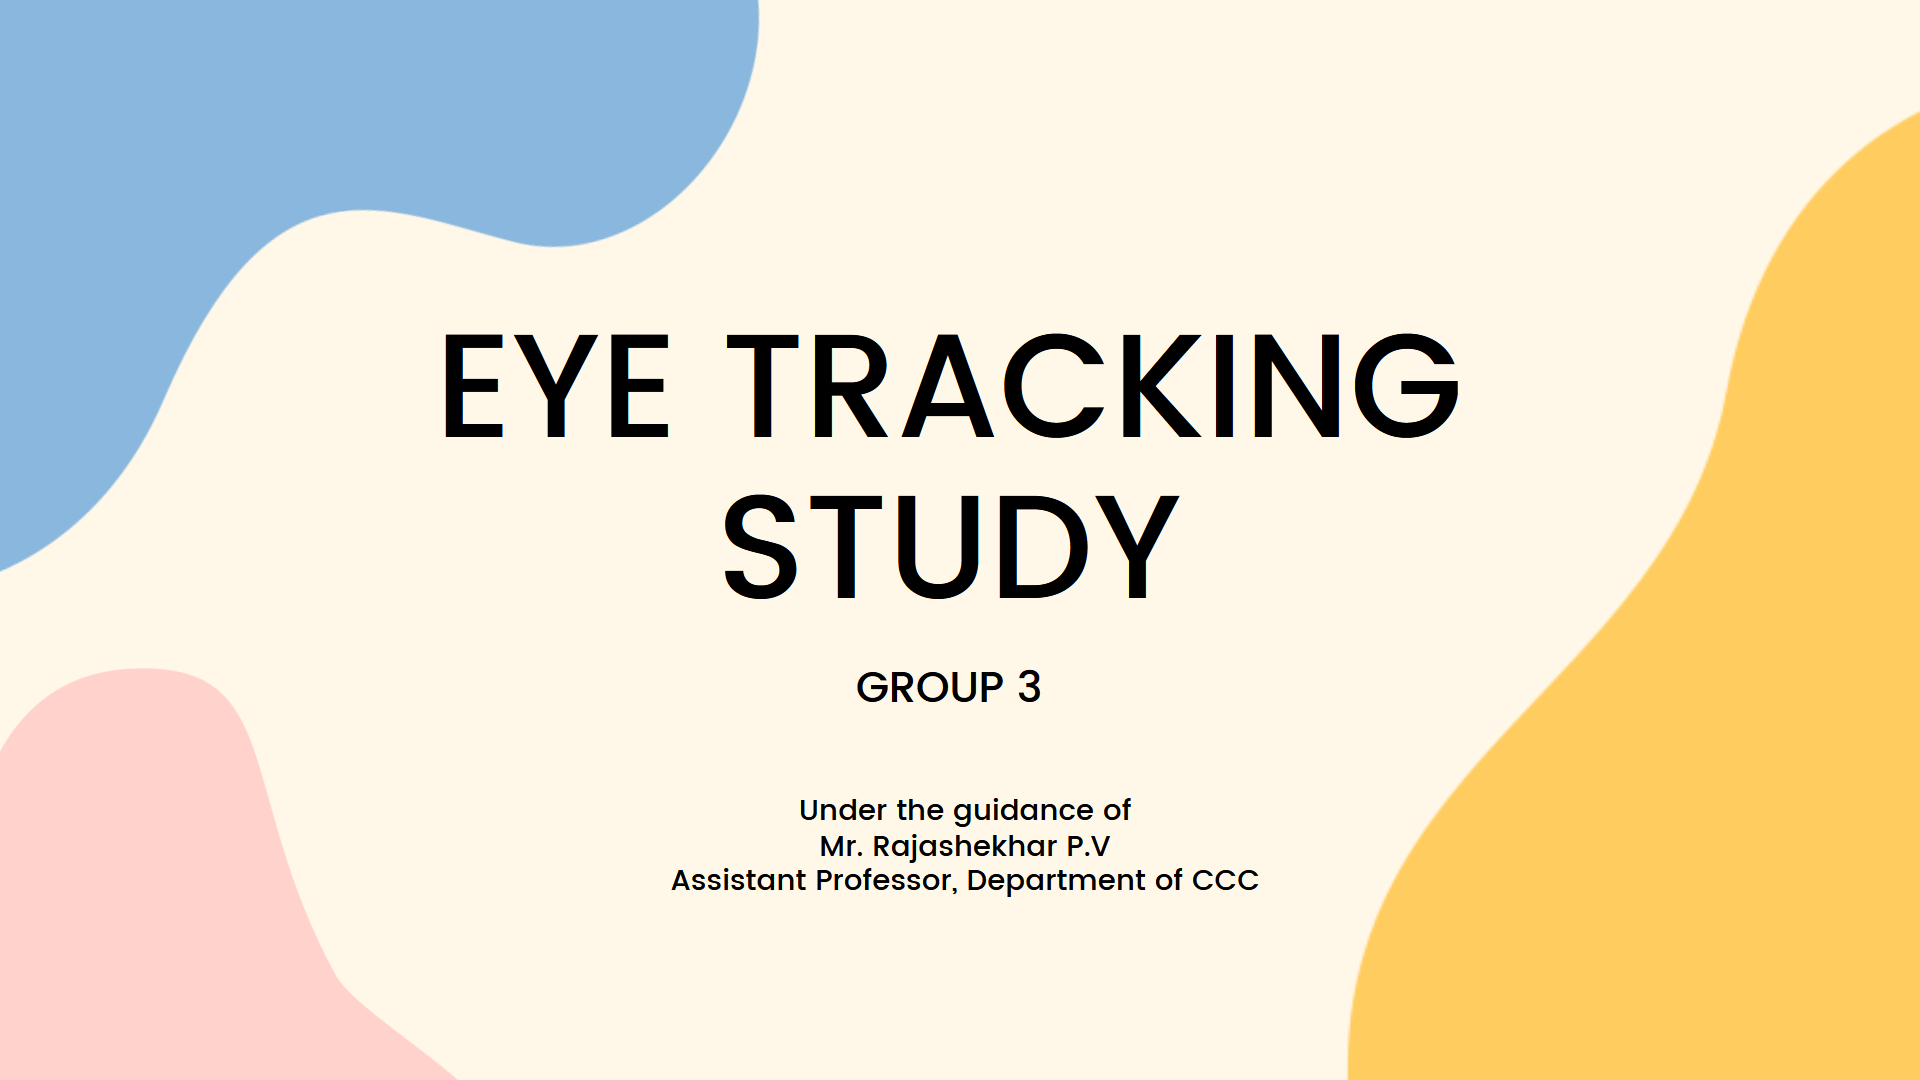 EYE TRACKING
STUDY
GROUP 3
Under the guidance of
Mr. Rajashekhar P.V
Assistant Professor, Department of CCC